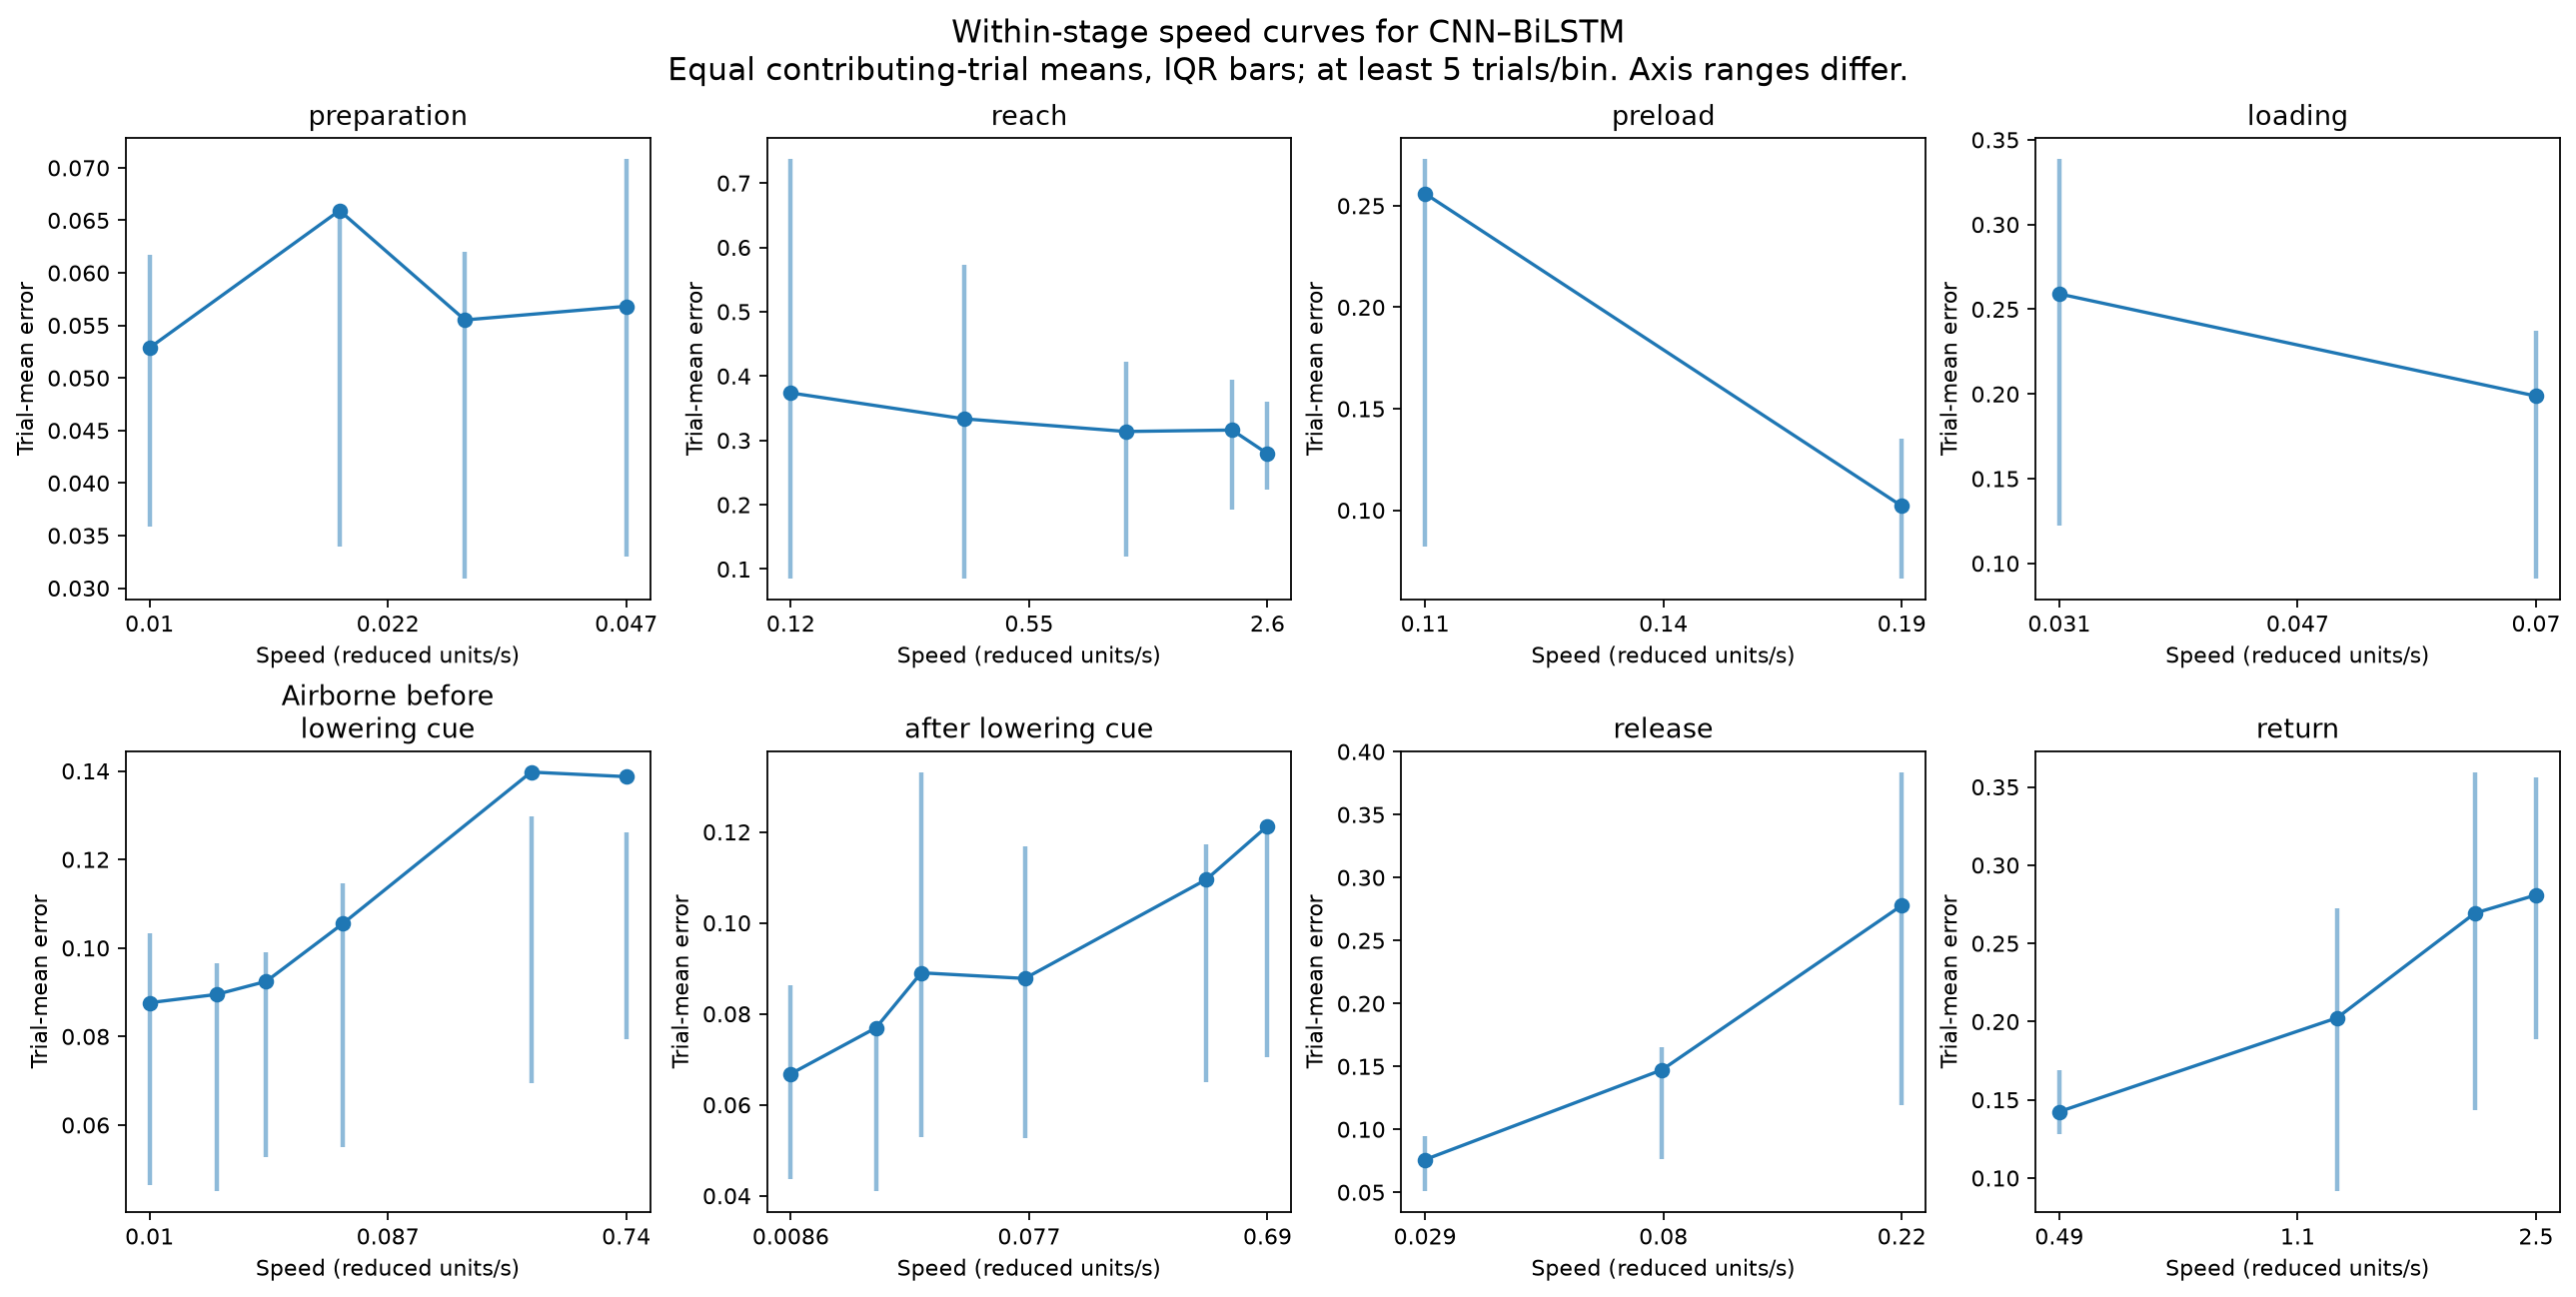 Within-stage speed curves for CNN–BiLSTM
Equal contributing-trial means, IQR bars; at least 5 trials/bin. Axis ranges differ.
preparation
Trial-mean error
0.070
0.065
0.060
0.055
0.050
0.045
0.040
0.035
0.030
0.01 0.022 0.047
Speed (reduced units/s)
reach
Trial-mean error
0.7
0.6
0.5
0.4
0.3
0.2
0.1
0.12 0.55 2.6
Speed (reduced units/s)
preload
Trial-mean error
0.25
0.20
0.15
0.10
0.11 0.14 0.19
Speed (reduced units/s)
loading
Trial-mean error
0.35
0.30
0.25
0.20
0.15
0.10
0.031 0.047 0.07
Speed (reduced units/s)
Airborne before
lowering cue
Trial-mean error
0.14
0.12
0.10
0.08
0.06
0.01 0.087 0.74
Speed (reduced units/s)
after lowering cue
Trial-mean error
0.12
0.10
0.08
0.06
0.04
0.0086 0.077 0.69
Speed (reduced units/s)
release
Trial-mean error
0.40
0.35
0.30
0.25
0.20
0.15
0.10
0.05
0.029 0.08 0.22
Speed (reduced units/s)
return
Trial-mean error
0.35
0.30
0.25
0.20
0.15
0.10
0.49 1.1 2.5
Speed (reduced units/s)